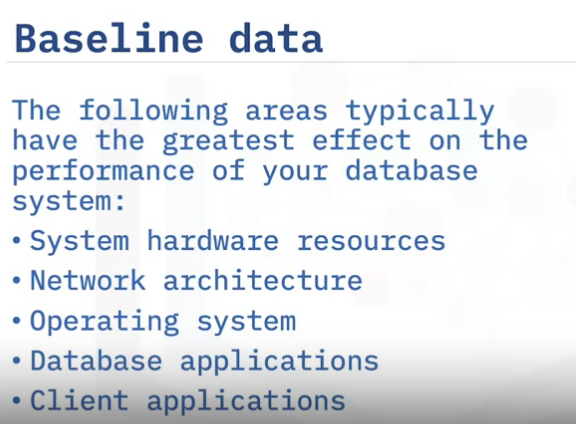 Baseline data
The following areas typically
have the greatest effect on the
performance of your database
system:
• System hardware resources
• Network architecture
• Operating system
• Database applications
• Client applications